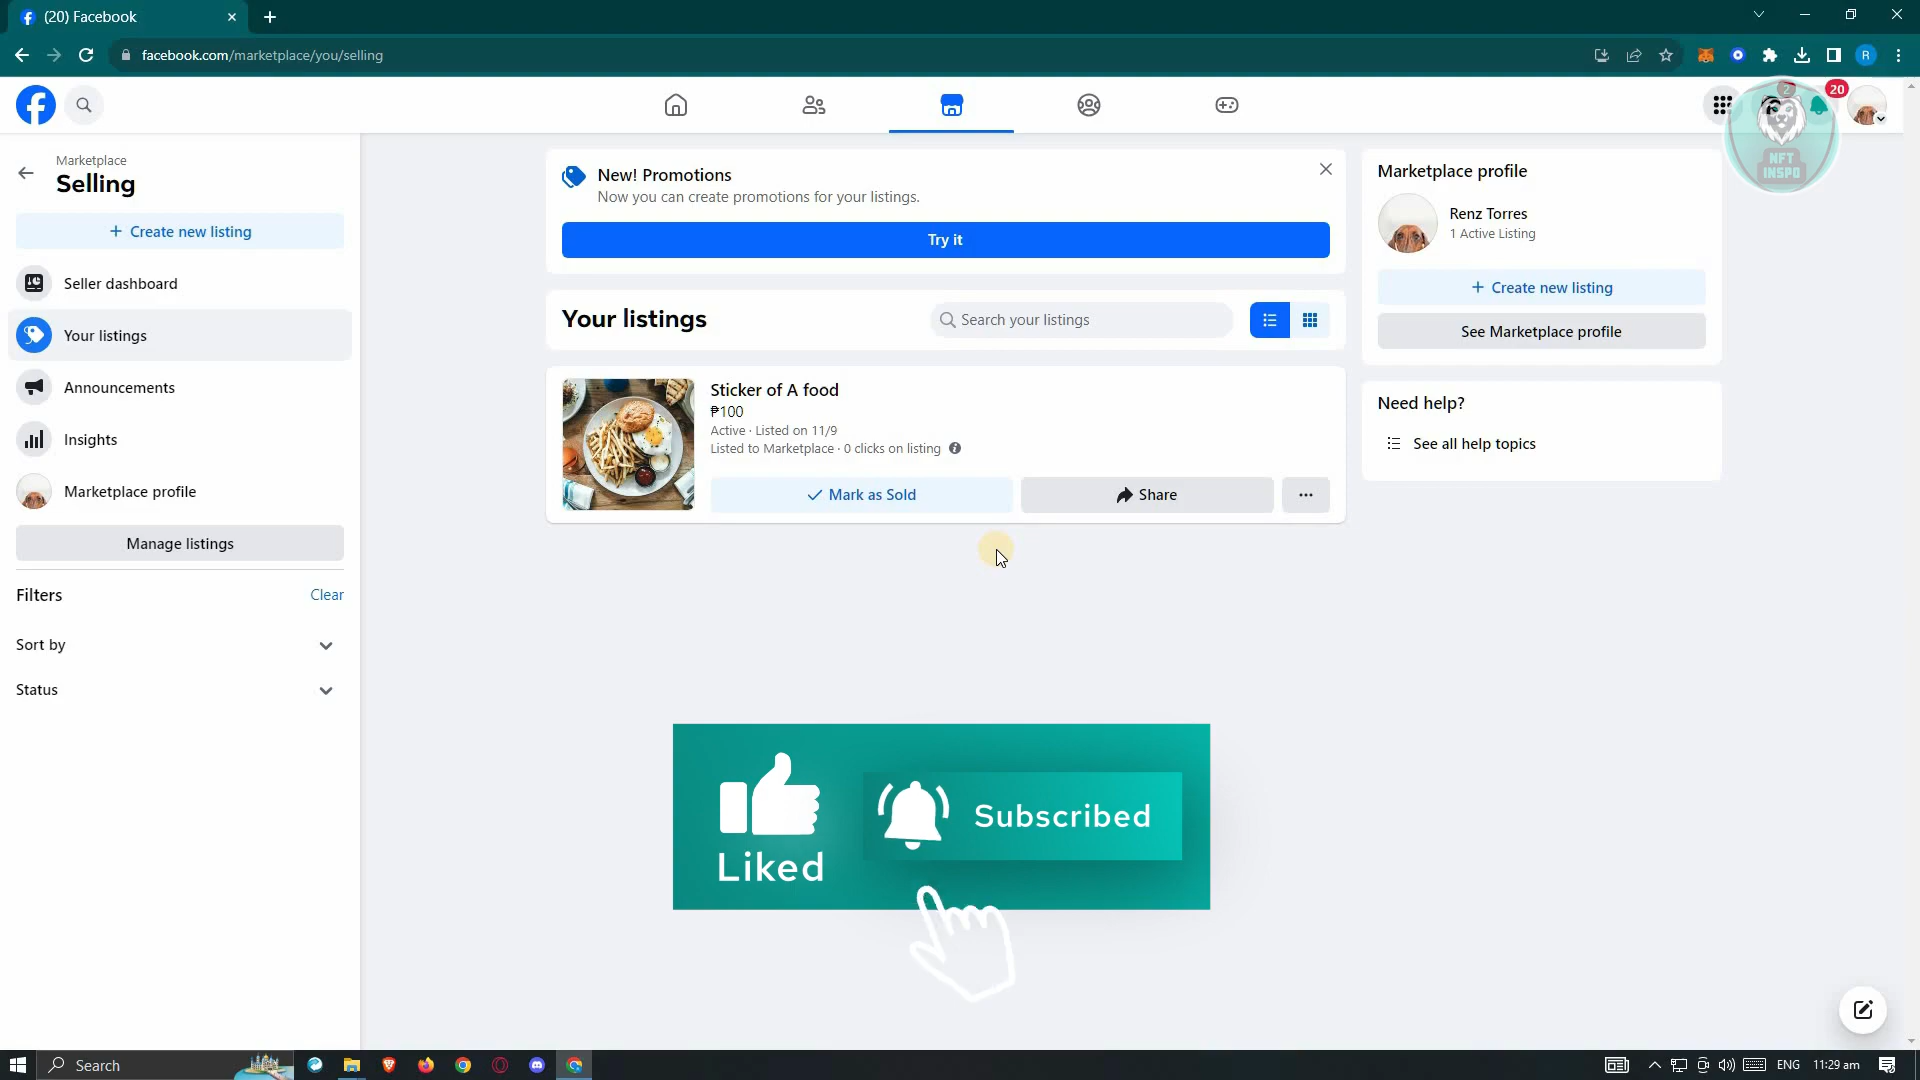 (20) Facebook
facebook.com/marketplace/you/selling
R
2
20
NFT
INSPO
Marketplace
Selling
+ Create new listing
Seller dashboard
Your listings
Announcements
Insights
Marketplace profile
Manage listings
Filters
Clear
Sort by
Status
New! Promotions
Now you can create promotions for your listings.
Try it
Your listings
Search your listings
Sticker of A food
₱100
Active · Listed on 11/9
Listed to Marketplace · 0 clicks on listing
Mark as Sold
Share
Marketplace profile
Renz Torres
1 Active Listing
+ Create new listing
See Marketplace profile
Need help?
See all help topics
Liked
Subscribed
Search
ENG
11:29 am